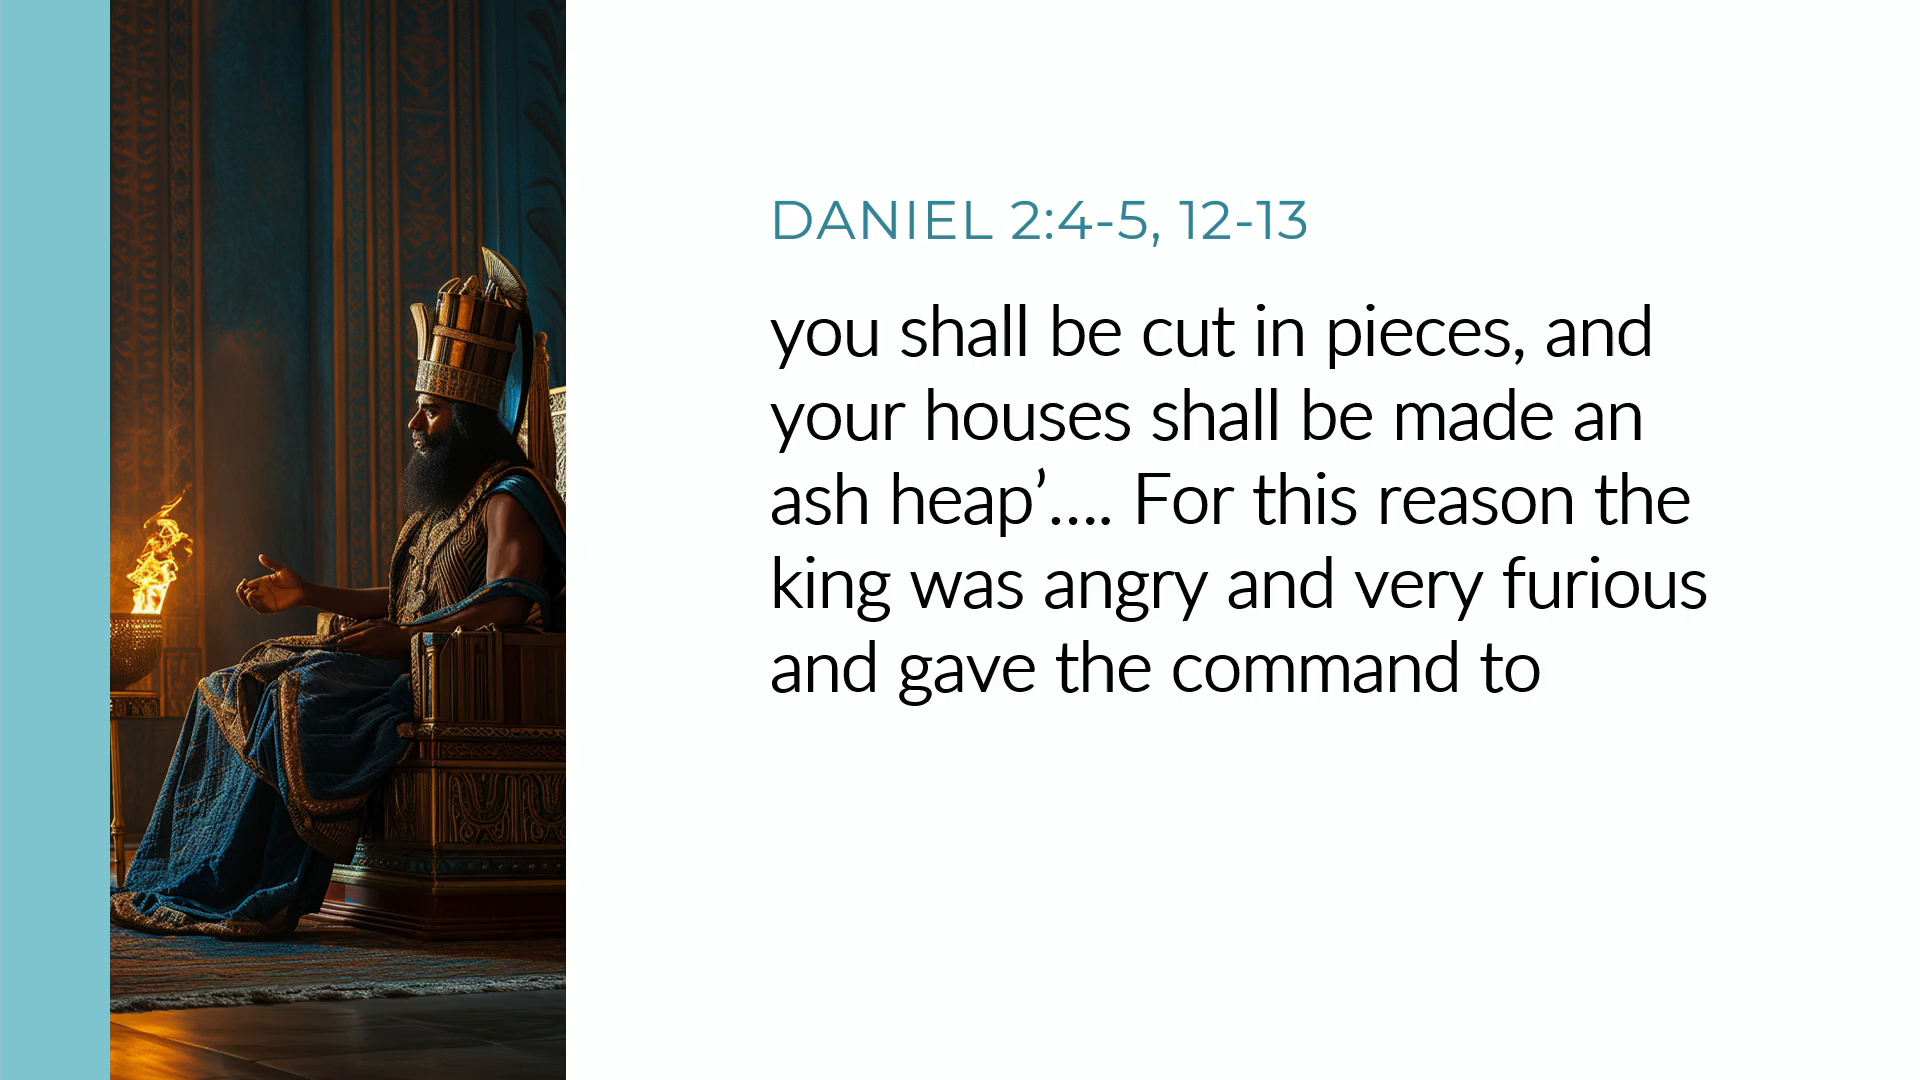 DANIEL 2:4-5, 12-13
you shall be cut in pieces, and
your houses shall be made an
ash heap’…. For this reason the
king was angry and very furious
and gave the command to